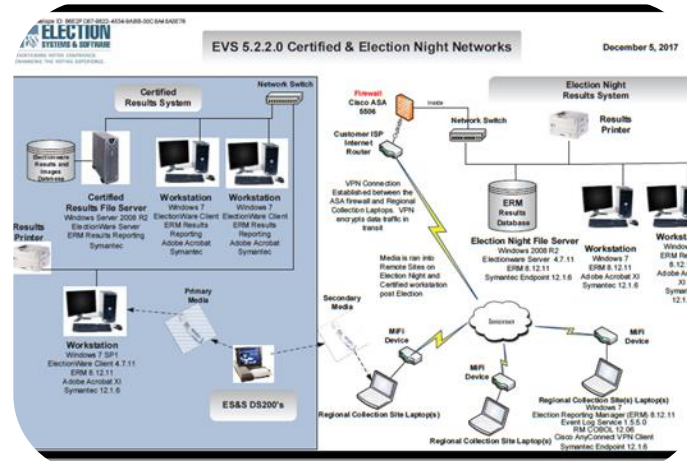 ELECTION
SYSTEMS & SOFTWARE
EVS 5.2.2.0 Certified & Election Night Networks
December 5, 2017
Certified
Results System
Network Switch
Electionware
Results and
Images
Database
Certified
Results File Server
Windows Server 2008 R2
ElectionWare Server
ERM Results Reporting
Symantec
Workstation
Windows 7
ElectionWare Client
ERM Results
Reporting
Adobe Acrobat
Symantec
Workstation
Windows 7
ElectionWare Client
ERM Results
Reporting
Adobe Acrobat
Symantec
Results
Printer
Workstation
Windows 7 SP1
ElectionWare Client 4.7.11
ERM 8.12.11
Adobe Acrobat XI
Symantec 12.1.6
Primary
Media
ES&S DS200's
Secondary
Media
Firewall
Cisco ASA
5506
Inside
Customer ISP
Internet
Router
VPN Connection
Established between the
ASA firewall and Regional
Collection Laptops. VPN
encrypts data traffic in
transit
Media is ran into
Remote Sites on
Election Night and
Certified workstation
post Election
Network Switch
Election Night
Results System
Results
Printer
ERM
Results
Database
Election Night File Server
Windows 2008 R2
Electionware Server 4.7.11
ERM 8.12.11
Symantec Endpoint 12.1.6
Workstation
Windows 7
ERM 8.12.11
Adobe Acrobat XI
Symantec 12.1.6
Internet
MiFi
Device
MiFi
Device
MiFi
Device
Regional Collection Site Laptop(s)
Regional Collection Site Laptop(s)
Regional Collection Site(s) Laptop(s)
Windows 7
Election Reporting Manager (ERM) 8.12.11
Event Log Service 1.5.5.0
RM COBOL 12.06
Cisco AnyConnect VPN Client
Symantec Endpoint 12.1.6